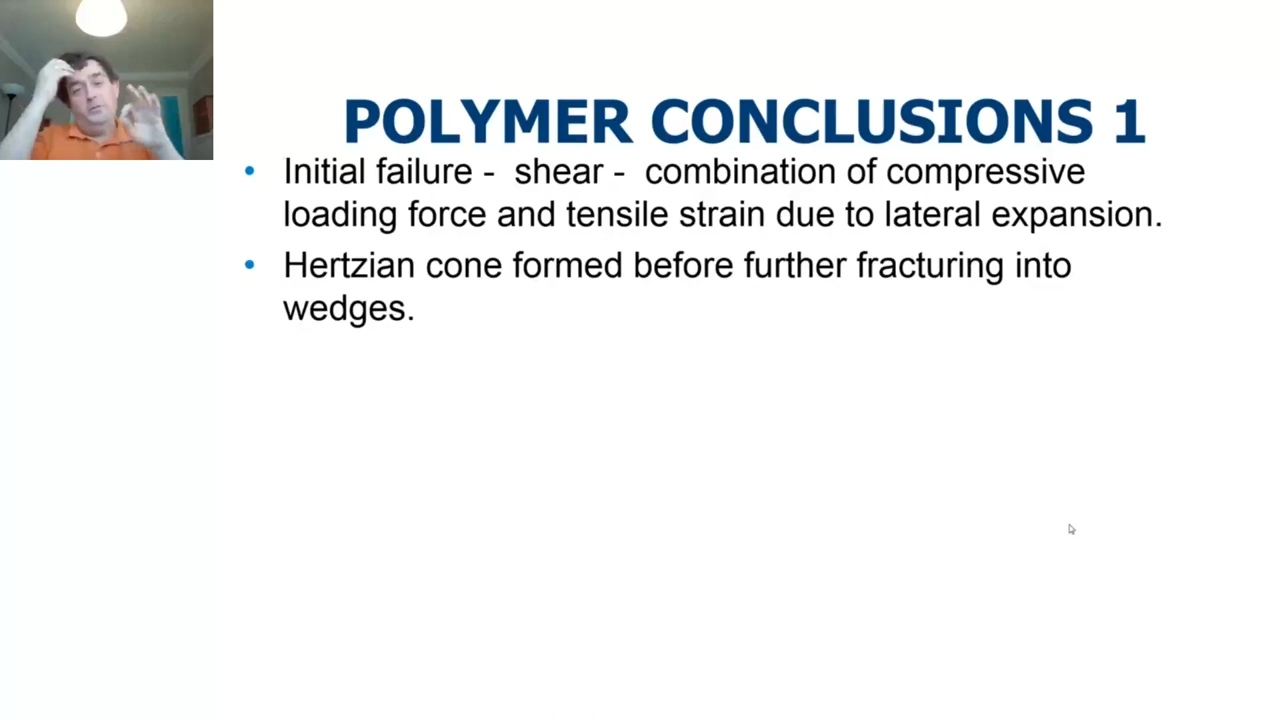 POLYMER CONCLUSIONS 1
• Initial failure - shear - combination of compressive
loading force and tensile strain due to lateral expansion.
• Hertzian cone formed before further fracturing into
wedges.